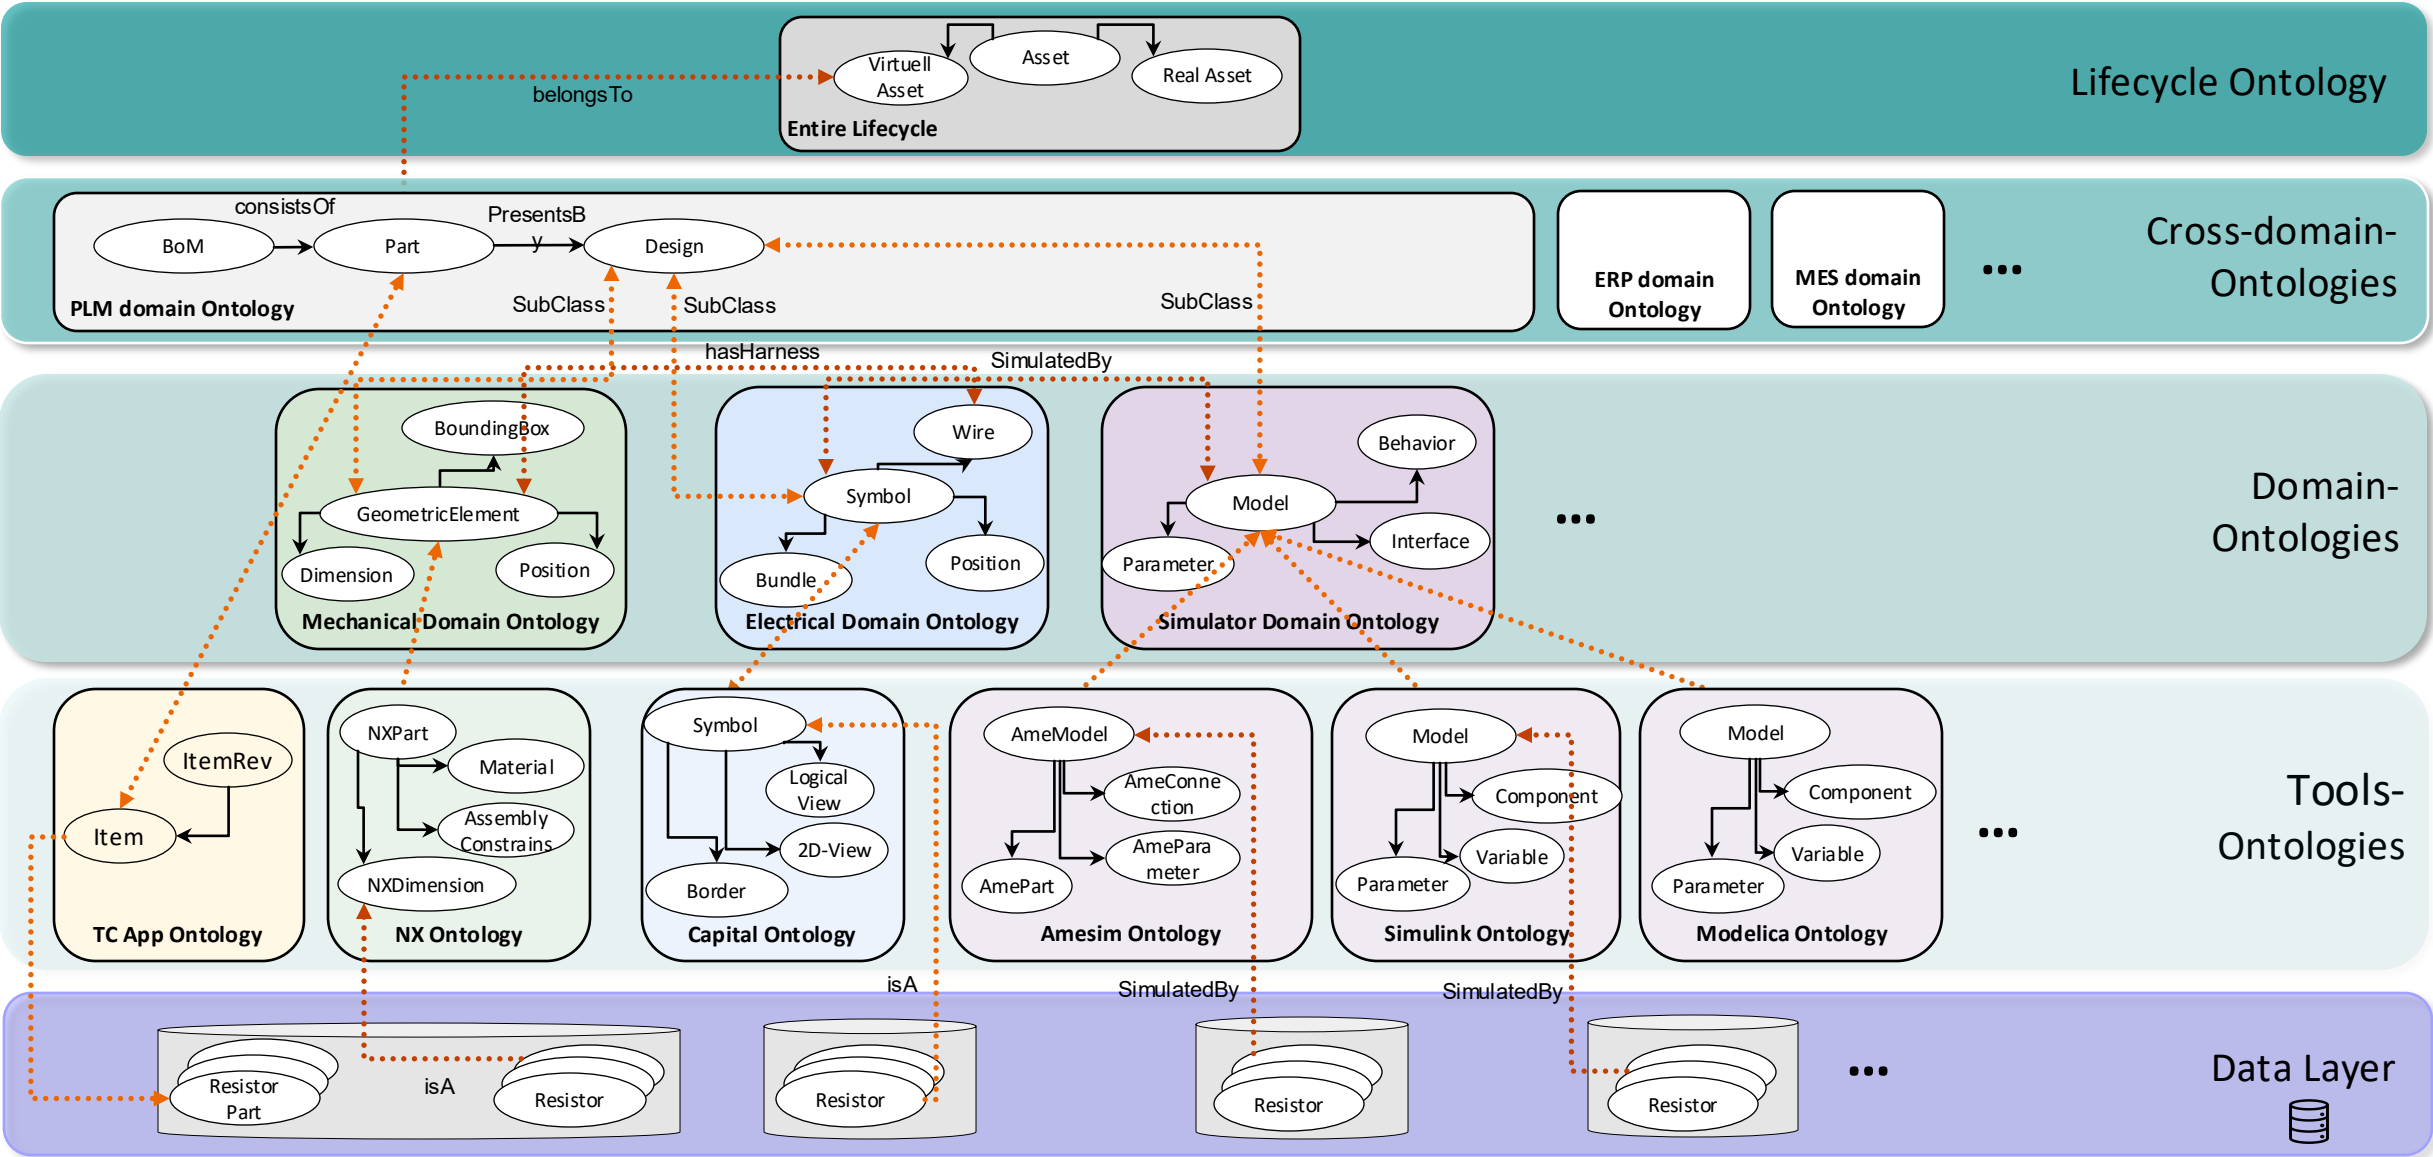 Virtuell
Asset
Asset
Real Asset
Entire Lifecycle
belongsTo
Lifecycle Ontology
consistsOf
PresentsB
y
BoM
Part
Design
PLM domain Ontology
SubClass
SubClass
SubClass
ERP domain
Ontology
MES domain
Ontology
...
Cross-domain-
Ontologies
hasHarness
SimulatedBy
BoundingBox
GeometricElement
Dimension
Position
Mechanical Domain Ontology
Wire
Symbol
Bundle
Position
Electrical Domain Ontology
Behavior
Model
Interface
Parameter
Simulator Domain Ontology
...
Domain-
Ontologies
ItemRev
Item
TC App Ontology
NXPart
Material
Assembly
Constrains
NXDimension
NX Ontology
Symbol
Logical
View
2D-View
Border
Capital Ontology
AmeModel
AmeConne
ction
AmePara
meter
AmePart
Amesim Ontology
Model
Component
Variable
Parameter
Simulink Ontology
Model
Component
Variable
Parameter
Modelica Ontology
...
Tools-
Ontologies
isA
SimulatedBy
SimulatedBy
Resistor
Part
isA
Resistor
Resistor
Resistor
Resistor
...
Data Layer